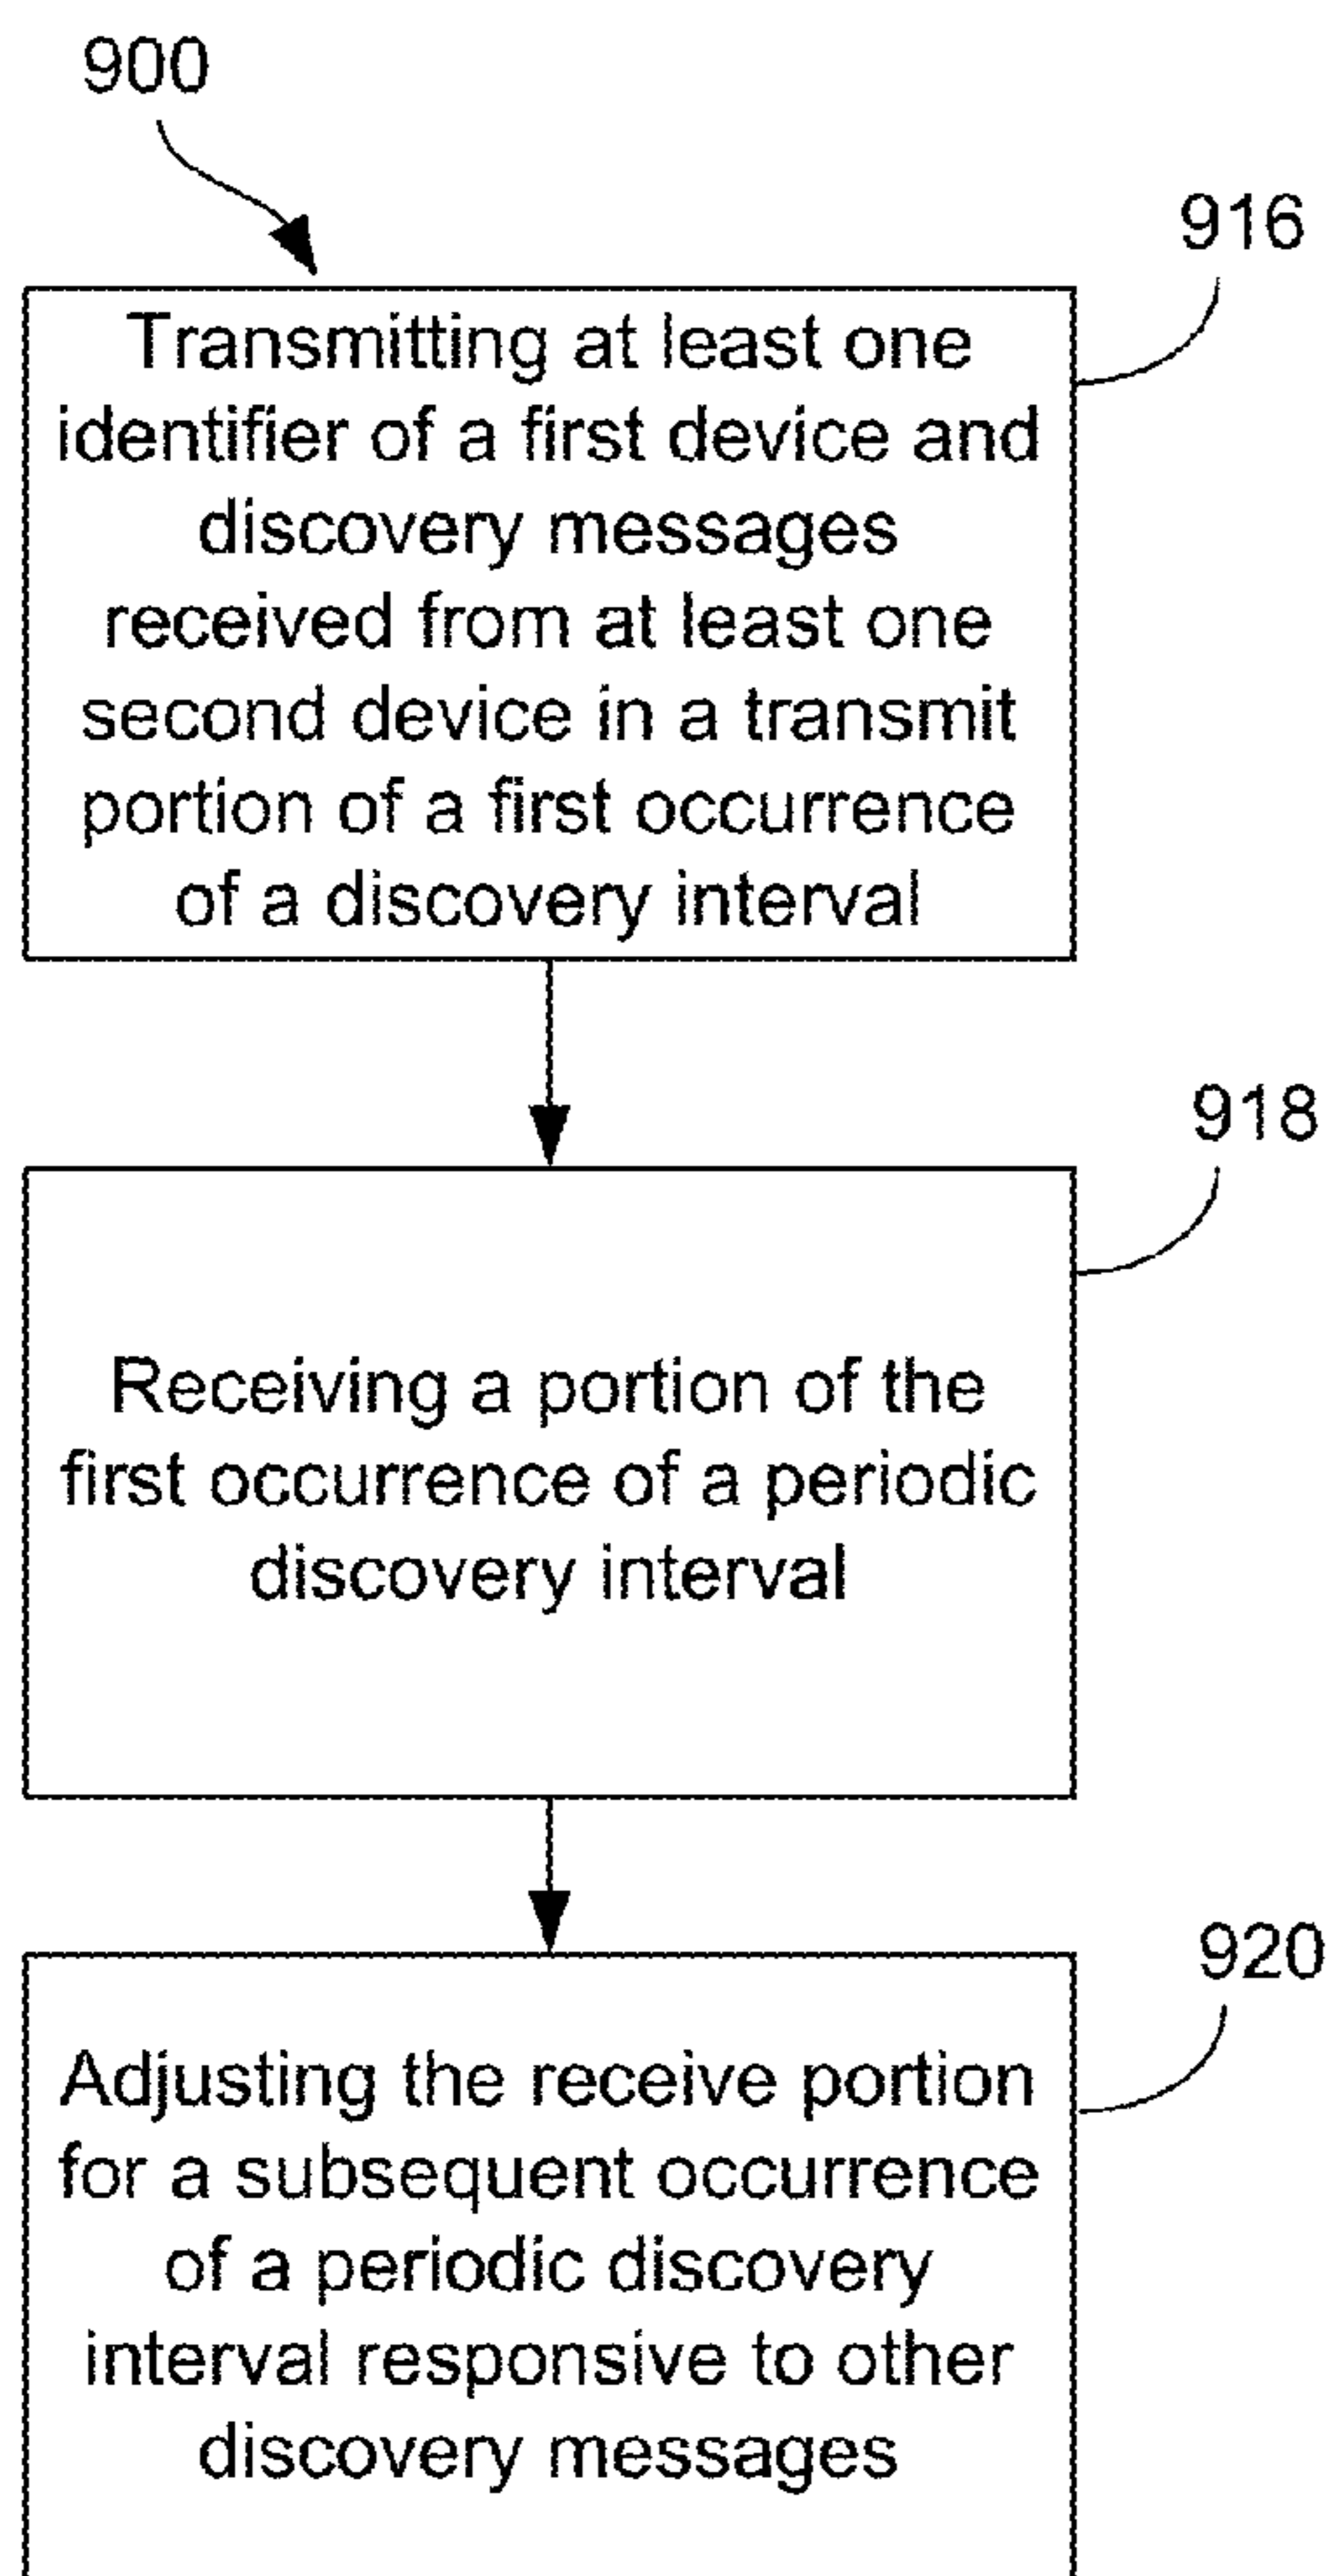 900
916
Transmitting at least one
identifier of a first device and
discovery messages
received from at least one
second device in a transmit
portion of a first occurrence
of a discovery interval
918
Receiving a portion of the
first occurrence of a periodic
discovery interval
920
Adjusting the receive portion
for a subsequent occurrence
of a periodic discovery
interval responsive to other
discovery messages